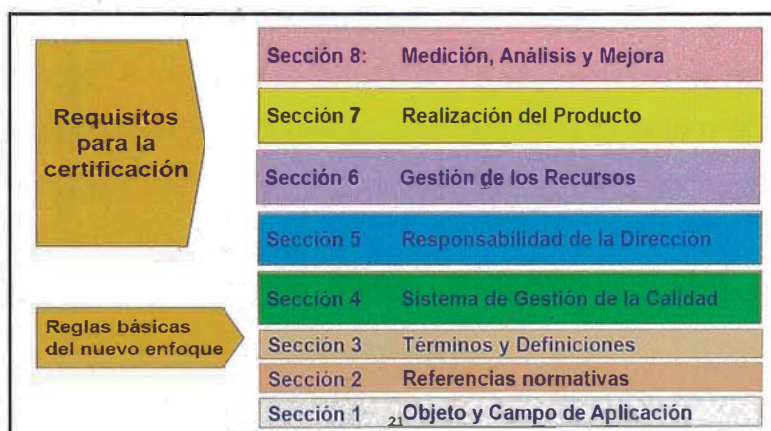 Requisitos
para la
certificación
Sección 8: Medición, Análisis y Mejora
Sección 7 Realización del Producto
Sección 6 Gestión de los Recursos
Sección 5 Responsabilidad de la Dirección
Sección 4 Sistema de Gestión de la Calidad
Reglas básicas
del nuevo enfoque
Sección 3 Términos y Definiciones
Sección 2 Referencias normativas
Sección 1 Objeto y Campo de Aplicación
21